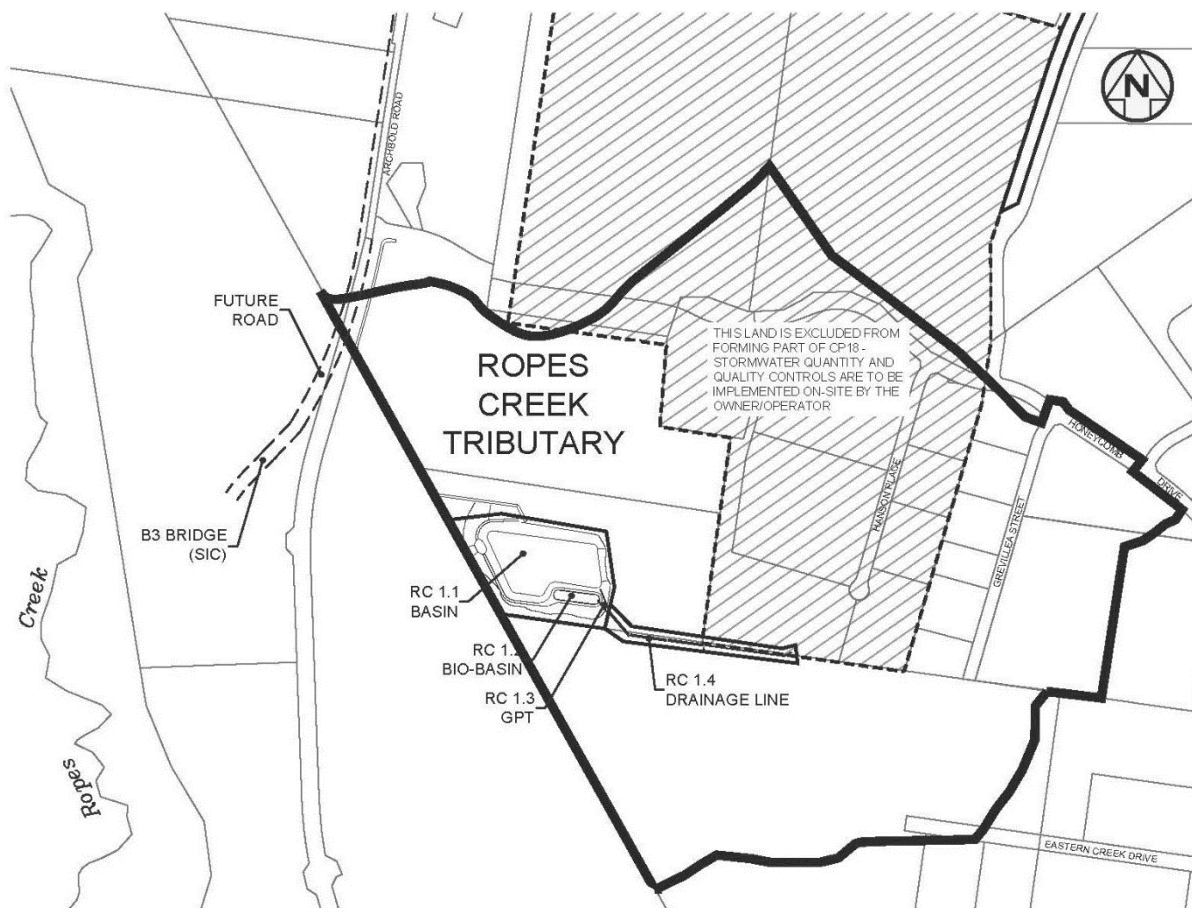 N
ARCHBOLD ROAD
FUTURE
ROAD
THIS LAND IS EXCLUDED FROM
FORMING PART OF CP18 -
STORMWATER QUANTITY AND
QUALITY CONTROLS ARE TO BE
IMPLEMENTED ON-SITE BY THE
OWNER/OPERATOR
ROPES
CREEK
TRIBUTARY
HONEYCOMB
DRIVE
HANSON PLACE
GREVILLEA STREET
B3 BRIDGE
(SIC)
RC 1.1
BASIN
RC 1.2
BIO-BASIN
RC 1.3
GPT
RC 1.4
DRAINAGE LINE
Creek
Ropes
EASTERN CREEK DRIVE